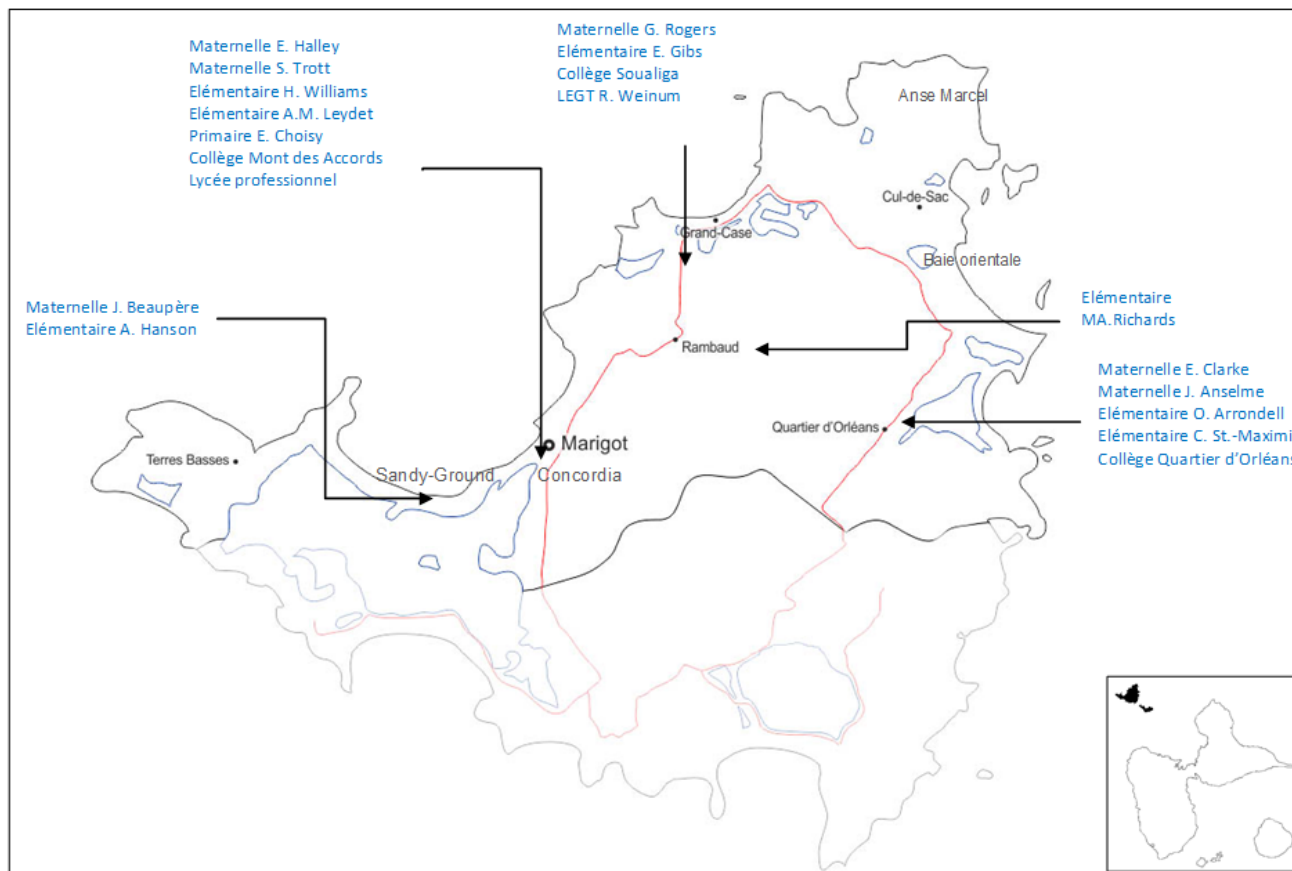 Maternelle G. Rogers
Elémentaire E. Gibs
Collège Soualiga
LEGT R. Weinum
Maternelle E. Halley
Maternelle S. Trott
Elémentaire H. Williams
Elémentaire A.M. Leydet
Primaire E. Choisy
Collège Mont des Accords
Lycée professionnel
Anse Marcel
Cul-de-Sac
Grand-Case
Baie orientale
Maternelle J. Beaupère
Elémentaire A. Hanson
Elémentaire
MA.Richards
Rambaud
Maternelle E. Clarke
Maternelle J. Anselme
Elémentaire O. Arrondell
Elémentaire C. St.-Maximi
Collège Quartier d'Orléans
Quartier d'Orléans
Marigot
Terres Basses
Sandy-Ground
Concordia